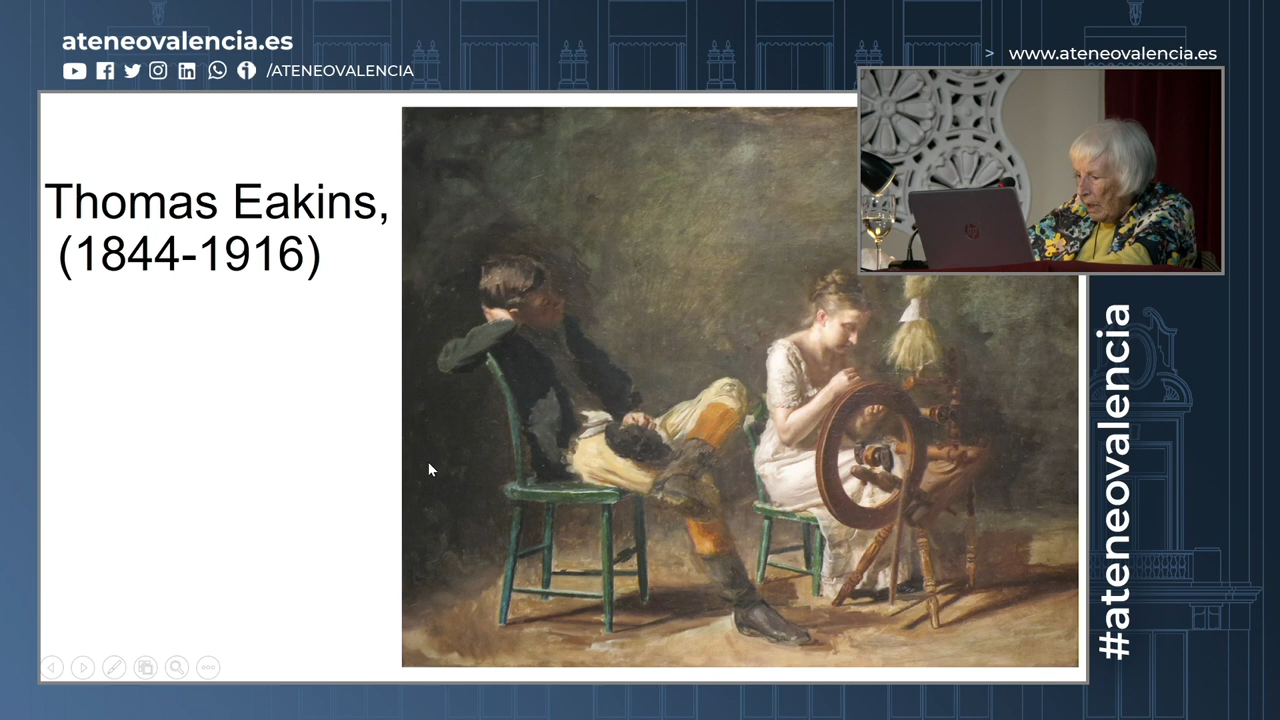 ateneovalencia.es
/ATENEOVALENCIA
> www.ateneovalencia.es
Thomas Eakins,
(1844-1916)
#ateneovalencia